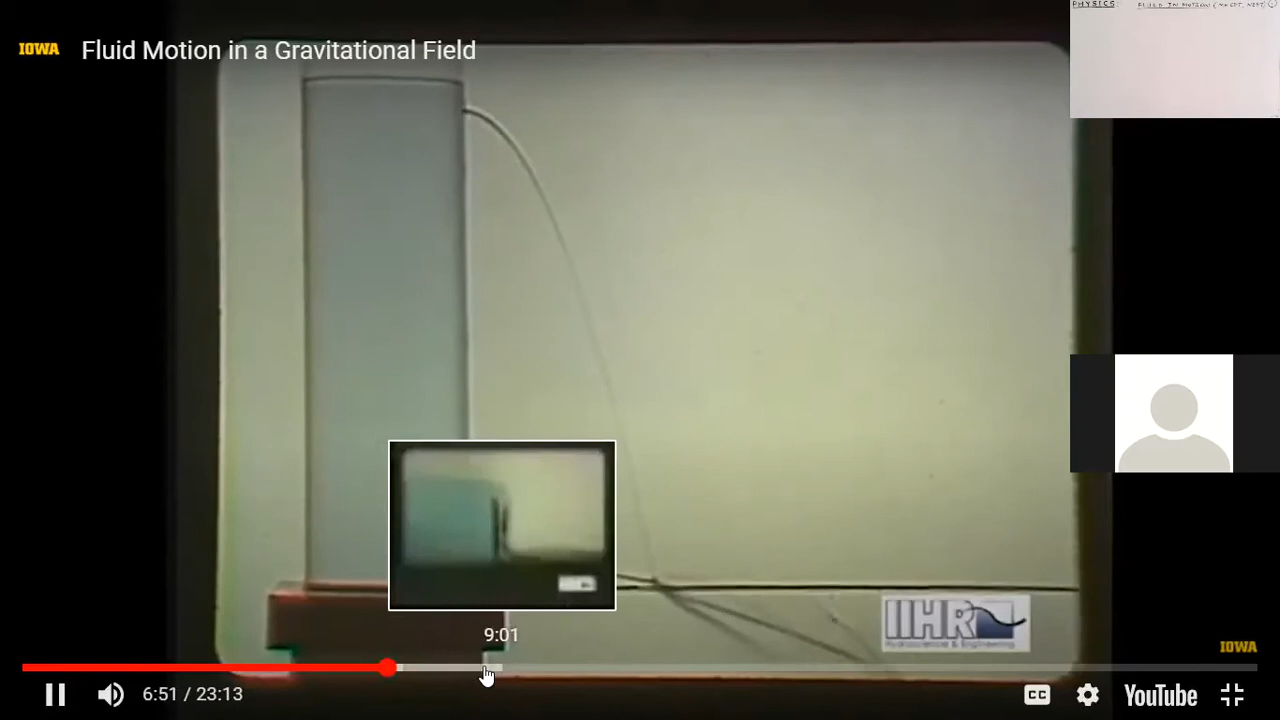 IOWA Fluid Motion in a Gravitational Field
PHYSICS:
IIHR
Hydroscience & Engineering
9:01
IOWA
6:51 / 23:13
CC
YouTube